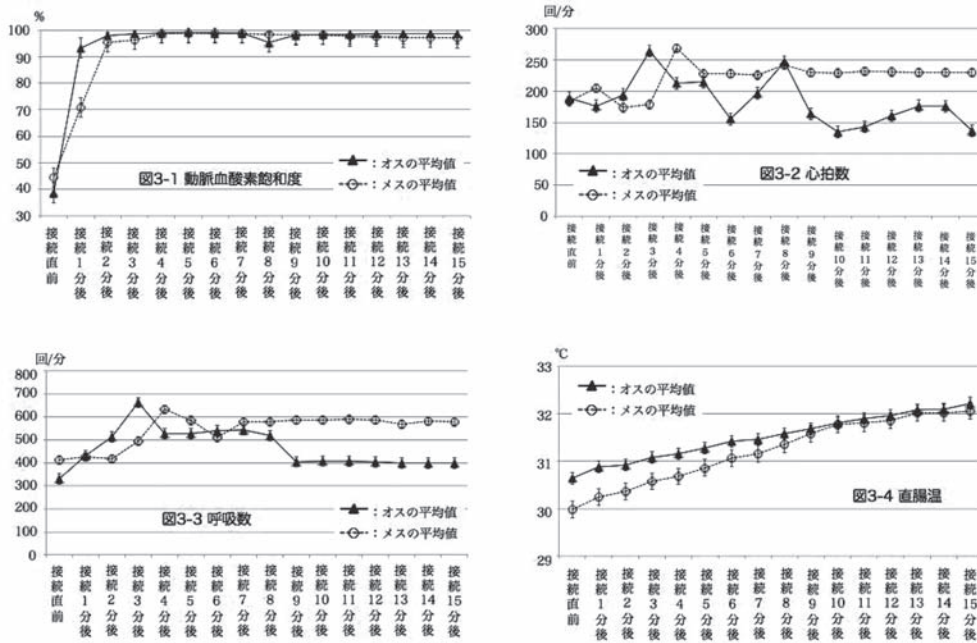 %
100
90
80
70
60
50
40
30
図3-1 動脈血酸素飽和度
：オスの平均値
：メスの平均値
接続直前
接続1分後
接続2分後
接続3分後
接続4分後
接続5分後
接続6分後
接続7分後
接続8分後
接続9分後
接続10分後
接続11分後
接続12分後
接続13分後
接続14分後
接続15分後
回/分
300
250
200
150
100
50
0
：オスの平均値
：メスの平均値
図3-2 心拍数
接続直前
接続1分後
接続2分後
接続3分後
接続4分後
接続5分後
接続6分後
接続7分後
接続8分後
接続9分後
接続10分後
接続11分後
接続12分後
接続13分後
接続14分後
接続15分後
回/分
800
700
600
500
400
300
200
100
0
図3-3 呼吸数
：オスの平均値
：メスの平均値
接続直前
接続1分後
接続2分後
接続3分後
接続4分後
接続5分後
接続6分後
接続7分後
接続8分後
接続9分後
接続10分後
接続11分後
接続12分後
接続13分後
接続14分後
接続15分後
℃
33
32
31
30
29
：オスの平均値
：メスの平均値
図3-4 直腸温
接続直前
接続1分後
接続2分後
接続3分後
接続4分後
接続5分後
接続6分後
接続7分後
接続8分後
接続9分後
接続10分後
接続11分後
接続12分後
接続13分後
接続14分後
接続15分